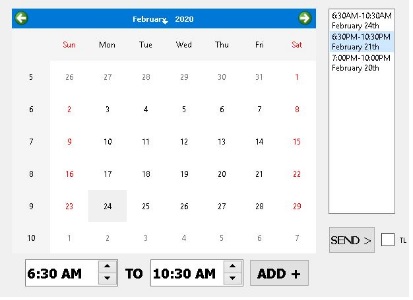 February, 2020
Sun Mon Tue Wed Thu Fri Sat
5 26 27 28 29 30 31 1
6 2 3 4 5 6 7 8
7 9 10 11 12 13 14 15
8 16 17 18 19 20 21 22
9 23 24 25 26 27 28 29
10 1 2 3 4 5 6 7
6:30 AM TO 10:30 AM ADD +
6:30AM-10:30AM
February 24th
6:30PM-10:30PM
February 21th
7:00PM-10:00PM
February 20th
SEND > TL